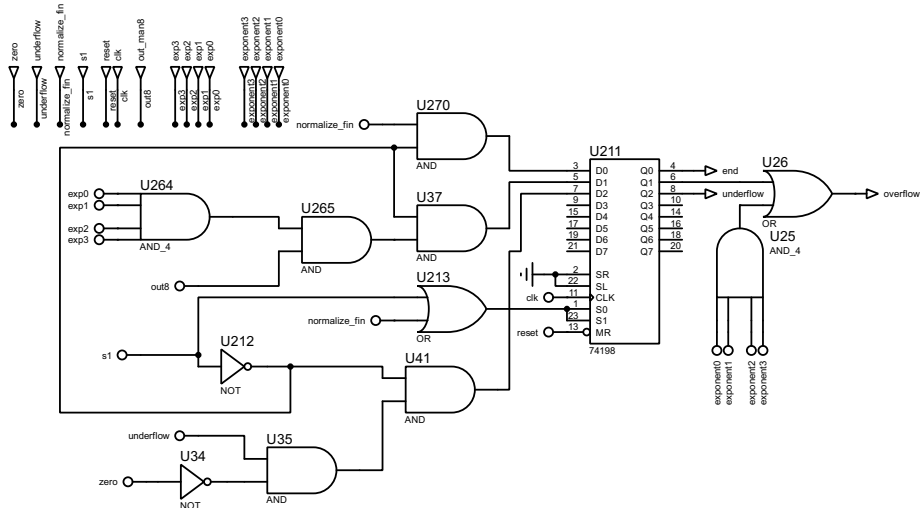 zero
underflow
normalize_fin
s1
reset
clk
out_man8
exp3
exp2
exp1
exp0
exponent3
exponent2
exponent1
exponent0
zero
underflow
normalize_fin
s1
reset
clk
out8
exp3
exp2
exp1
exp0
exponent3
exponent2
exponent1
exponent0
U270
normalize_fin
AND
U211
3 D0 Q0 4
5 D1 Q1 6
7 D2 Q2 8
9 D3 Q3 10
15 D4 Q4 14
17 D5 Q5 16
19 D6 Q6 18
21 D7 Q7 20
2 SR
22 SL
11 CLK
1 S0
23 S1
13 MR
74198
end
underflow
U26
OR
overflow
U25
AND_4
exponent0
exponent1
exponent2
exponent3
U264
exp0
exp1
exp2
exp3
AND_4
U265
AND
out8
U37
AND
U213
normalize_fin
OR
clk
reset
s1
U212
NOT
U41
AND
underflow
U35
AND
zero
U34
NOT